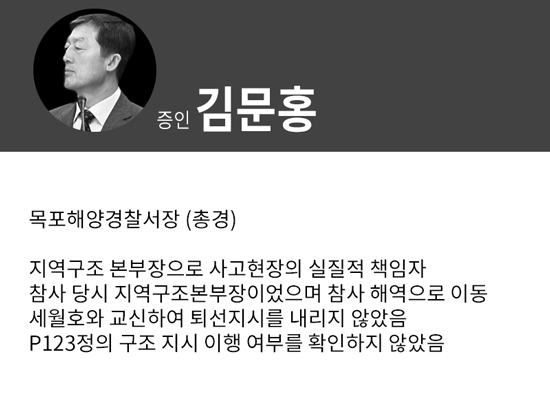 증인 김문홍
목포해양경찰서장 (총경)
지역구조 본부장으로 사고현장의 실질적 책임자
참사 당시 지역구조본부장이었으며 참사 해역으로 이동
세월호와 교신하여 퇴선지시를 내리지 않았음
P123정의 구조 지시 이행 여부를 확인하지 않았음